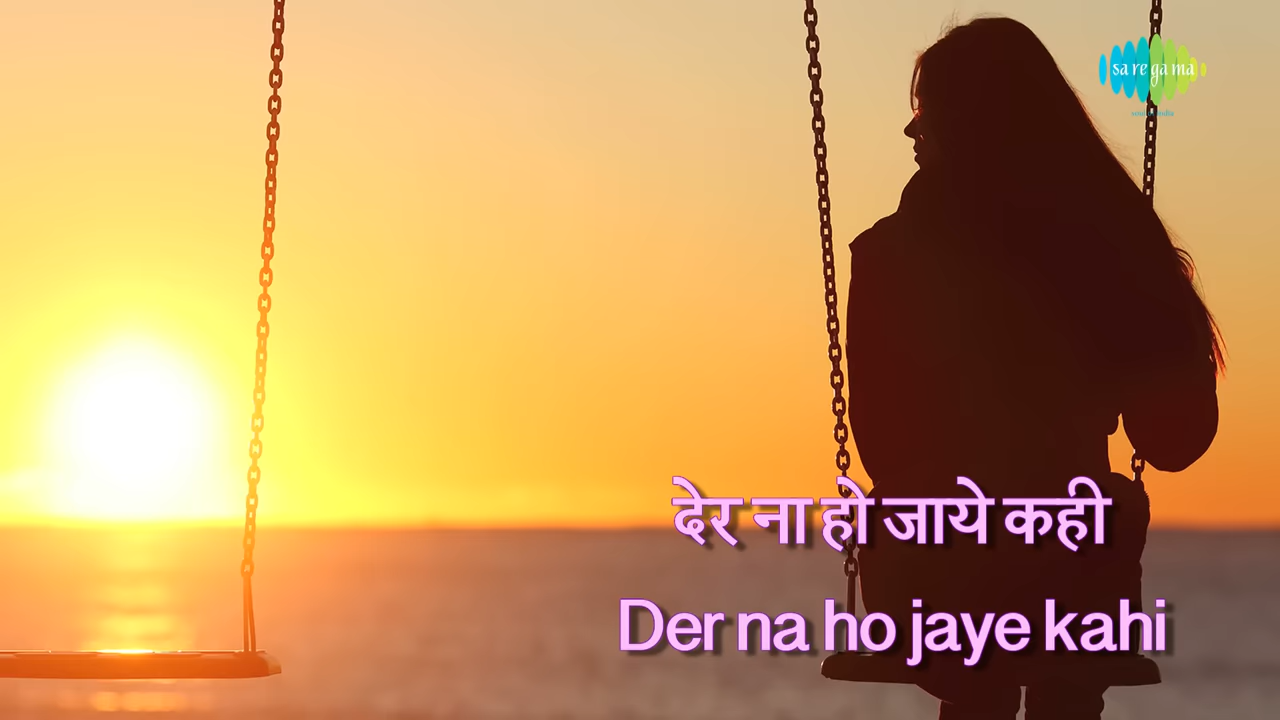 sa re ga ma
देर ना हो जाये कही
Der na ho jaye kahi